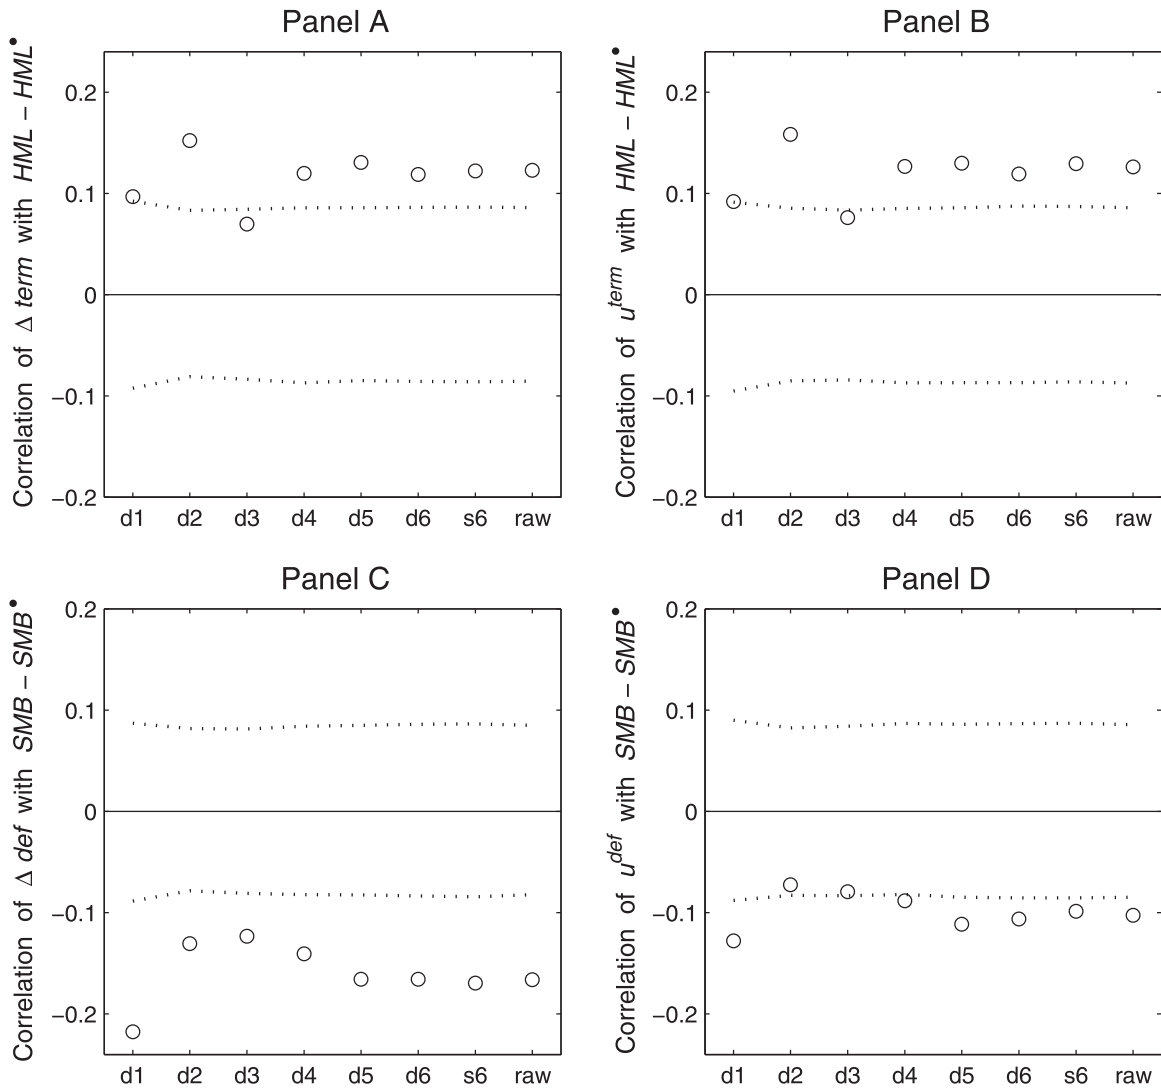 Panel A
Correlation of Δ term with HML – HML•
0.2
0.1
0
−0.1
−0.2
d1 d2 d3 d4 d5 d6 s6 raw
Panel B
Correlation of u^term with HML – HML•
0.2
0.1
0
−0.1
−0.2
d1 d2 d3 d4 d5 d6 s6 raw
Panel C
Correlation of Δ def with SMB – SMB•
0.2
0.1
0
−0.1
−0.2
d1 d2 d3 d4 d5 d6 s6 raw
Panel D
Correlation of u^def with SMB – SMB•
0.2
0.1
0
−0.1
−0.2
d1 d2 d3 d4 d5 d6 s6 raw